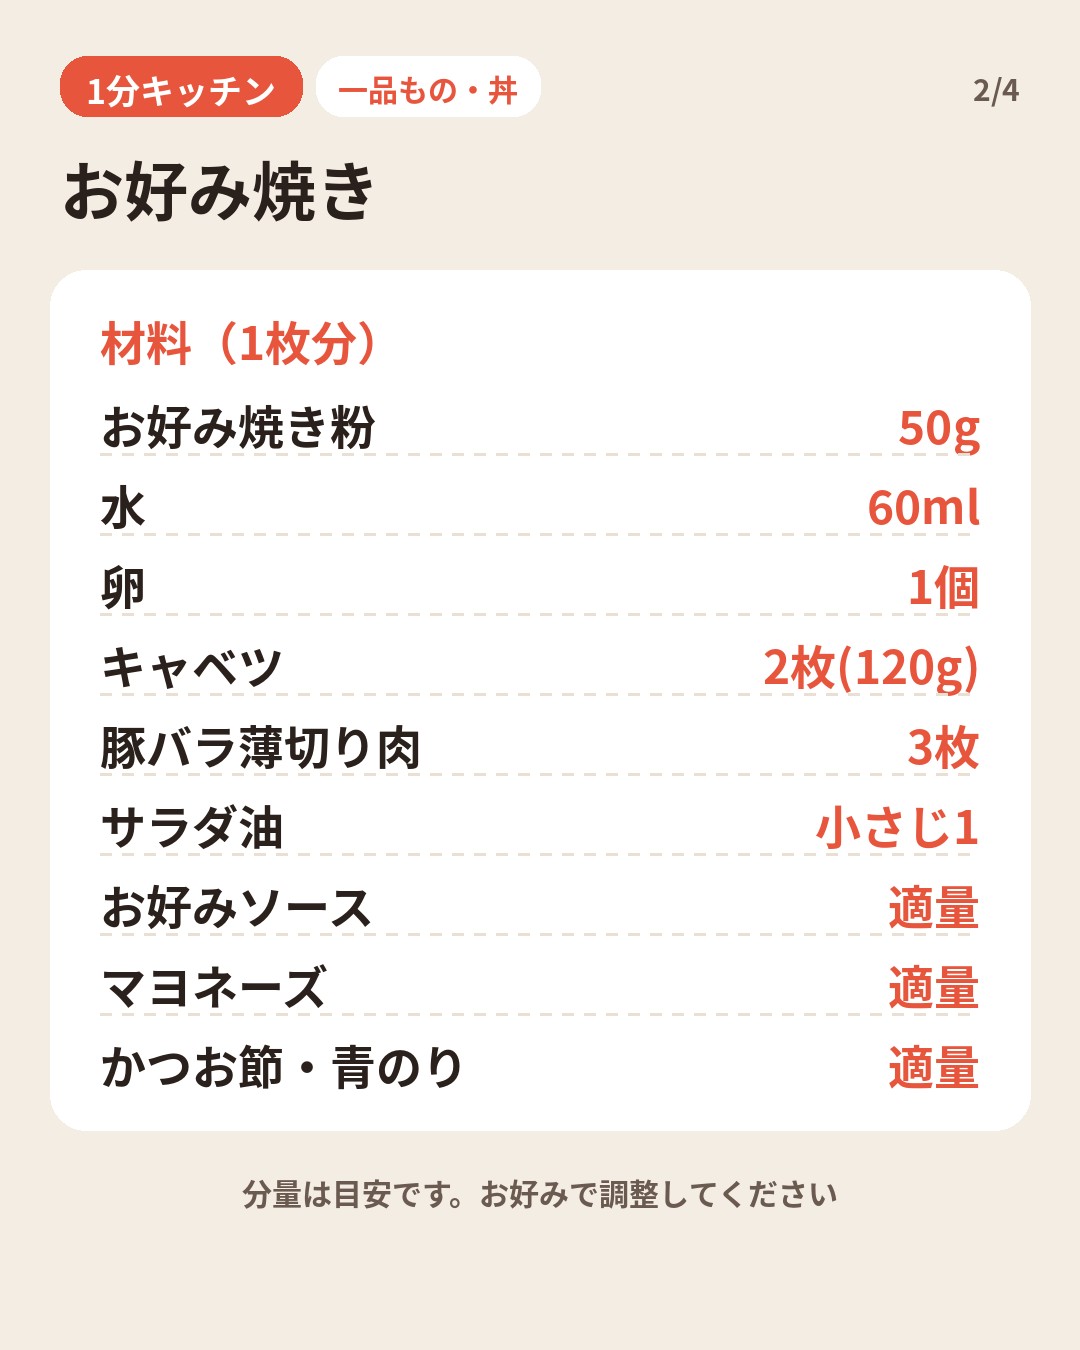 1分キッチン 一品もの・丼 2/4
お好み焼き
材料（1枚分）
お好み焼き粉 50g
水 60ml
卵 1個
キャベツ 2枚(120g)
豚バラ薄切り肉 3枚
サラダ油 小さじ1
お好みソース 適量
マヨネーズ 適量
かつお節・青のり 適量
分量は目安です。お好みで調整してください